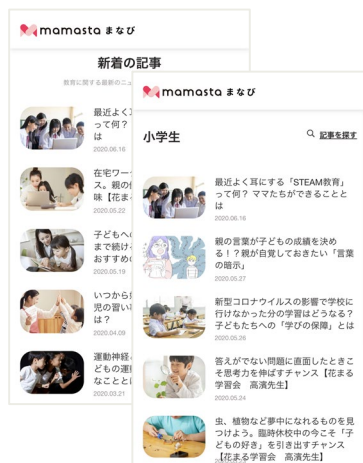 mamasta まなび
新着の記事
教育に関する最新のニュ
最近よく
って何？
は
2020.06.16
在宅ワー
ス。親の
味【花ま
2020.05.22
子どもへ
まで続け
おすすめ
2020.05.19
いつから
児の習い
は？
2020.04.09
運動神経
どもの運
なことと
2020.03.21
mamasta まなび
小学生
記事を探す
最近よく耳にする「STEAM教育」
って何？ ママたちができることと
は
2020.06.16
親の言葉が子どもの成績を決め
る！？親が自覚しておきたい「言葉
の暗示」
2020.05.27
新型コロナウイルスの影響で学校に
行けなかった分の学習はどうなる？
子どもたちへの「学びの保障」とは
2020.05.26
答えがでない問題に直面したときこ
そ思考力を伸ばすチャンス【花まる
学習会　高濱先生】
2020.05.24
虫、植物など夢中になれるものを見
つけよう。臨時休校中の今こそ「子
どもの好き」を引き出すチャンス
【花まる学習会　高濱先生】